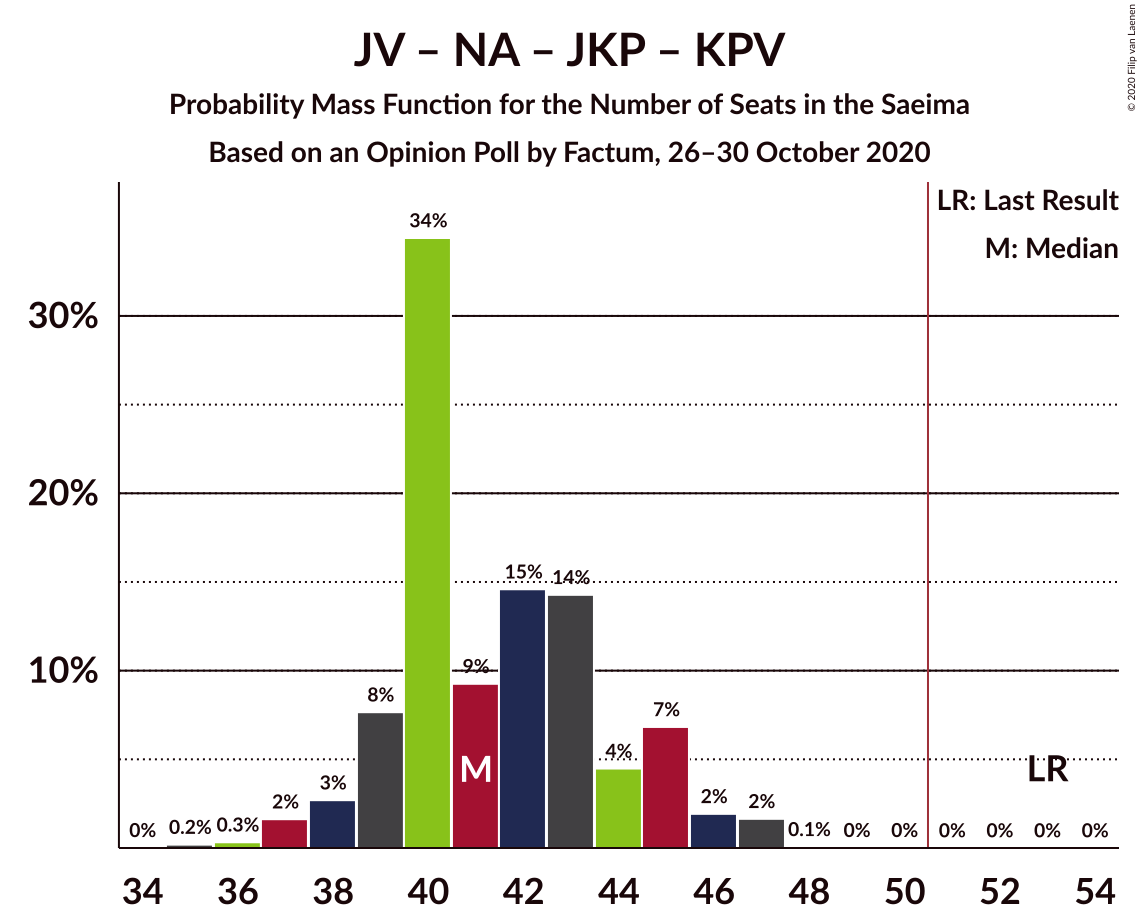 JV – NA – JKP – KPV
Probability Mass Function for the Number of Seats in the Saeima
Based on an Opinion Poll by Factum, 26–30 October 2020
© 2020 Filip van Laenen
LR: Last Result
M: Median
30%
20%
10%
0%
0.2%
0.3%
2%
3%
8%
34%
9%
15%
14%
4%
7%
2%
2%
0.1%
0%
0%
0%
0%
0%
0%
M
LR
34 36 38 40 42 44 46 48 50 52 54